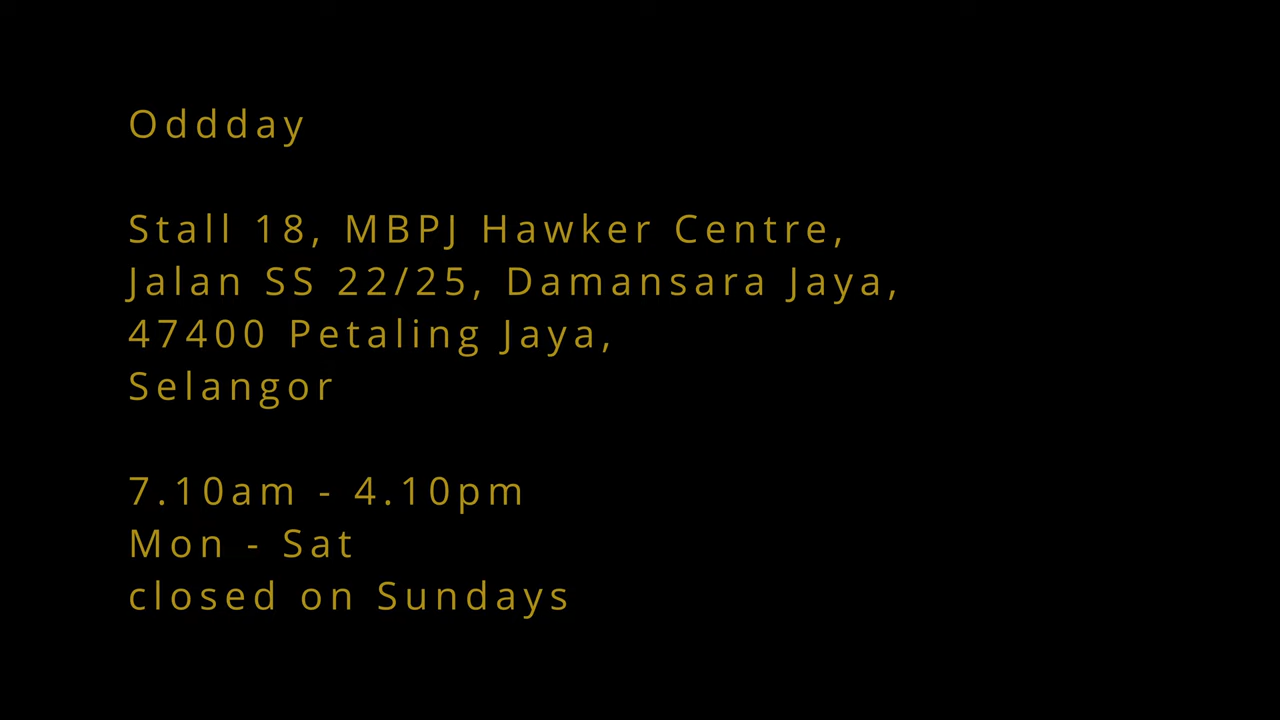 Oddday
Stall 18, MBPJ Hawker Centre,
Jalan SS 22/25, Damansara Jaya,
47400 Petaling Jaya,
Selangor
7.10am - 4.10pm
Mon - Sat
closed on Sundays